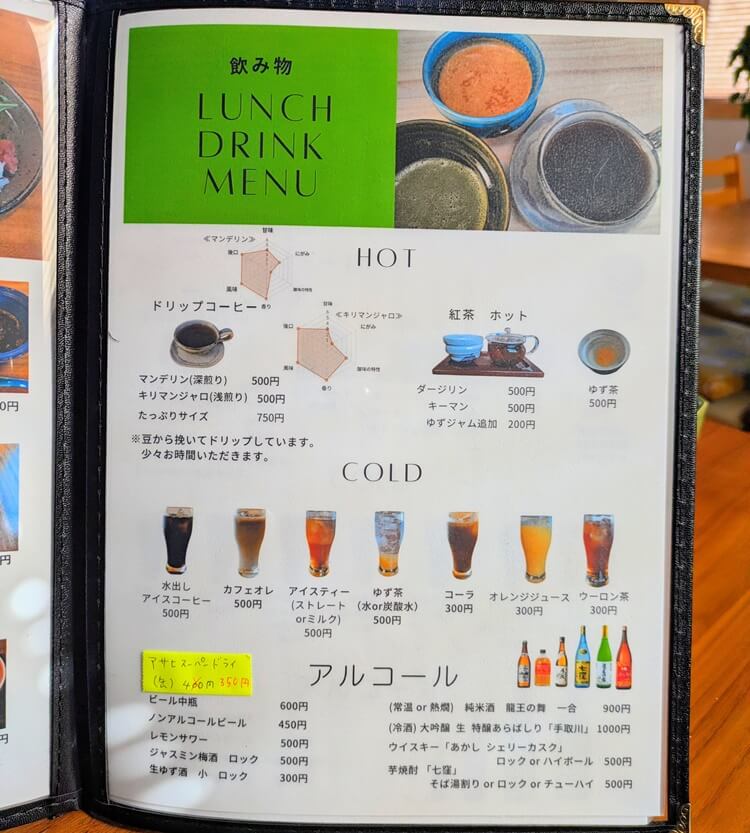 飲み物
LUNCH
DRINK
MENU
HOT
≪マンデリン≫
甘味
にがみ
酸味の特性
香り
風味
後口
ドリップコーヒー
≪キリマンジャロ≫
甘味
にがみ
酸味の特性
香り
風味
後口
マンデリン(深煎り) 500円
キリマンジャロ(浅煎り) 500円
たっぷりサイズ 750円
※豆から挽いてドリップしています。
少々お時間いただきます。
紅茶 ホット
ダージリン 500円
キーマン 500円
ゆずジャム追加 200円
ゆず茶
500円
COLD
水出し
アイスコーヒー
500円
カフェオレ
500円
アイスティー
(ストレート
orミルク)
500円
ゆず茶
(水or炭酸水)
500円
コーラ
300円
オレンジジュース
300円
ウーロン茶
300円
アルコール
アサヒスーパードライ
(缶) 400円 350円
ビール中瓶 600円
ノンアルコールビール 450円
レモンサワー 500円
ジャスミン梅酒 ロック 500円
生ゆず酒 小 ロック 300円
(常温 or 熱燗) 純米酒 龍王の舞 一合 900円
(冷酒) 大吟醸 生 特醸あらばしり「手取川」 1000円
ウイスキー「あかし シェリーカスク」
ロック or ハイボール 500円
芋焼酎 「七窪」
そば湯割り or ロック or チューハイ 500円